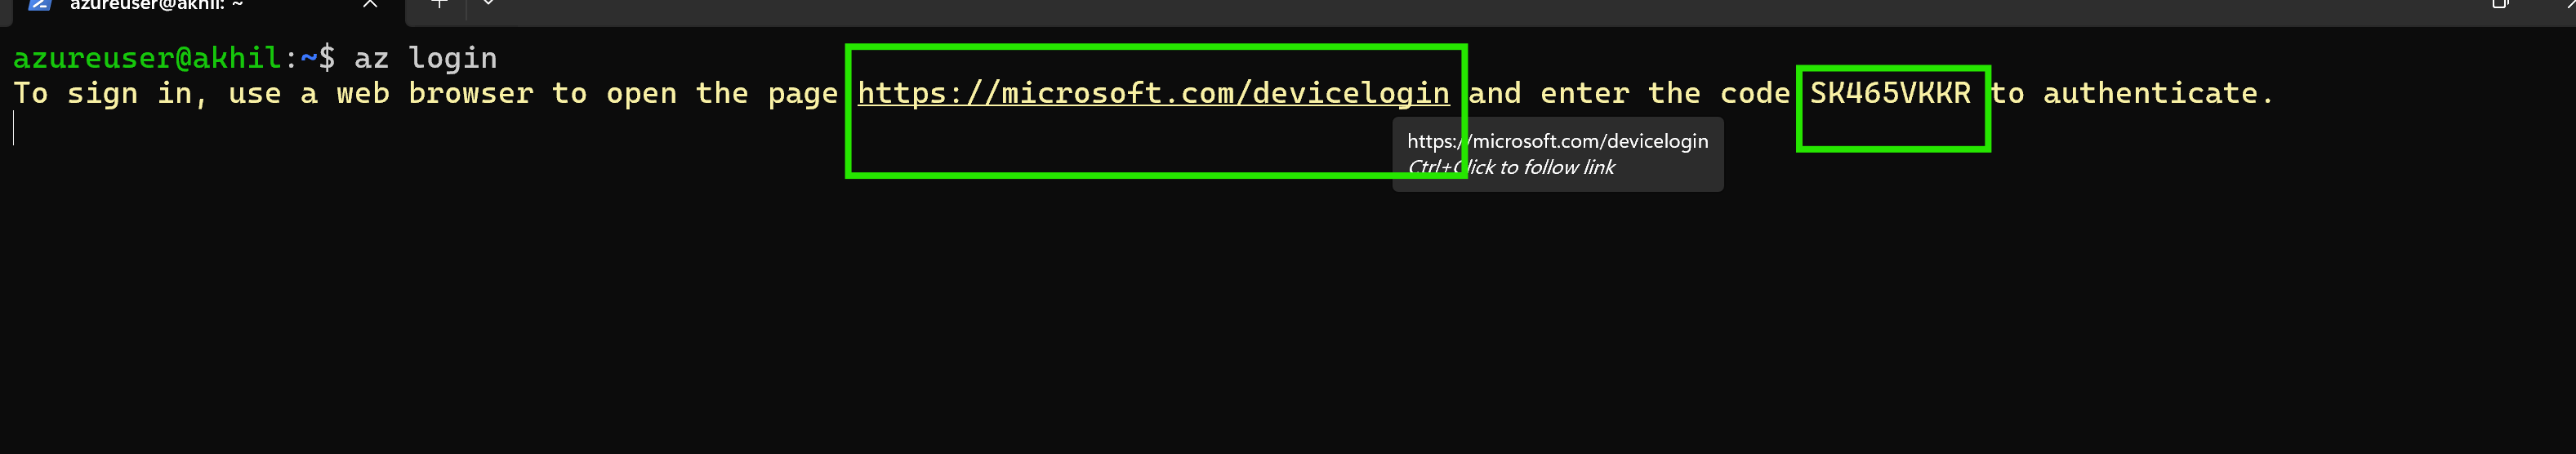 azureuser@akhil: ~
azureuser@akhil:~$ az login
To sign in, use a web browser to open the page https://microsoft.com/devicelogin and enter the code SK465VKKR to authenticate.
https://microsoft.com/devicelogin
Ctrl+Click to follow link